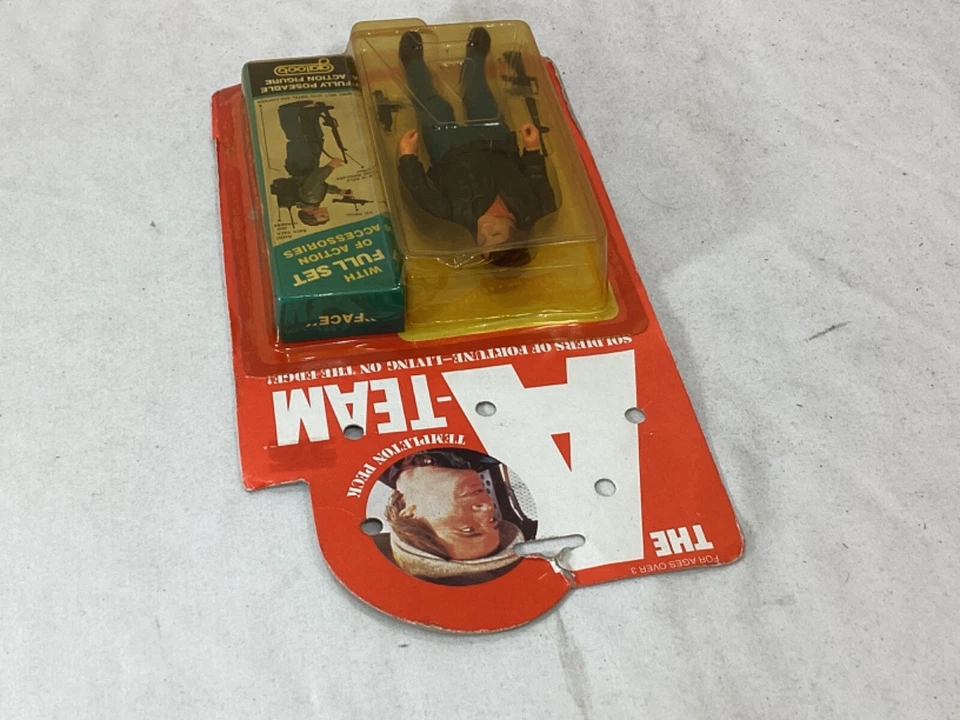 FOR AGES OVER 3
THE
A-TEAM
TEMPLETON PECK
SOLDIERS OF FORTUNE-LIVING ON THE EDGE!
"FACE"
WITH
FULL SET
OF ACTION
ACCESSORIES
FULLY POSEABLE
ACTION FIGURE
galoob